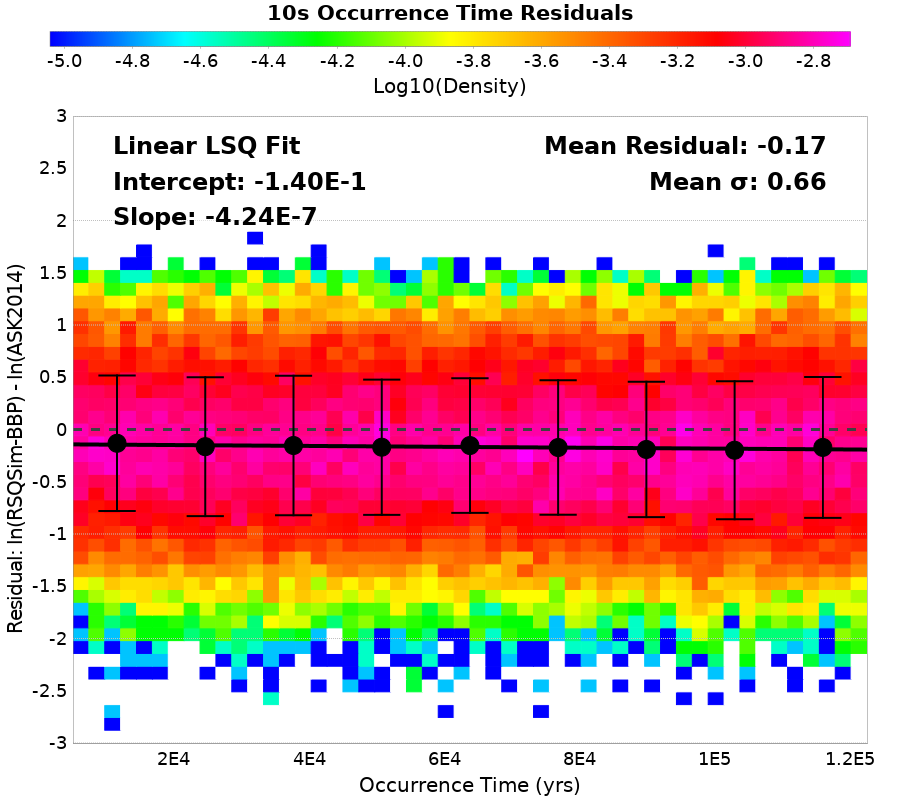 10s Occurrence Time Residuals
-5.0 -4.8 -4.6 -4.4 -4.2 -4.0 -3.8 -3.6 -3.4 -3.2 -3.0 -2.8
Log10(Density)
Linear LSQ Fit
Intercept: -1.40E-1
Slope: -4.24E-7
Mean Residual: -0.17
Mean σ: 0.66
Residual: ln(RSQSim-BBP) - ln(ASK2014)
3
2.5
2
1.5
1
0.5
0
-0.5
-1
-1.5
-2
-2.5
-3
2E4 4E4 6E4 8E4 1E5 1.2E5
Occurrence Time (yrs)